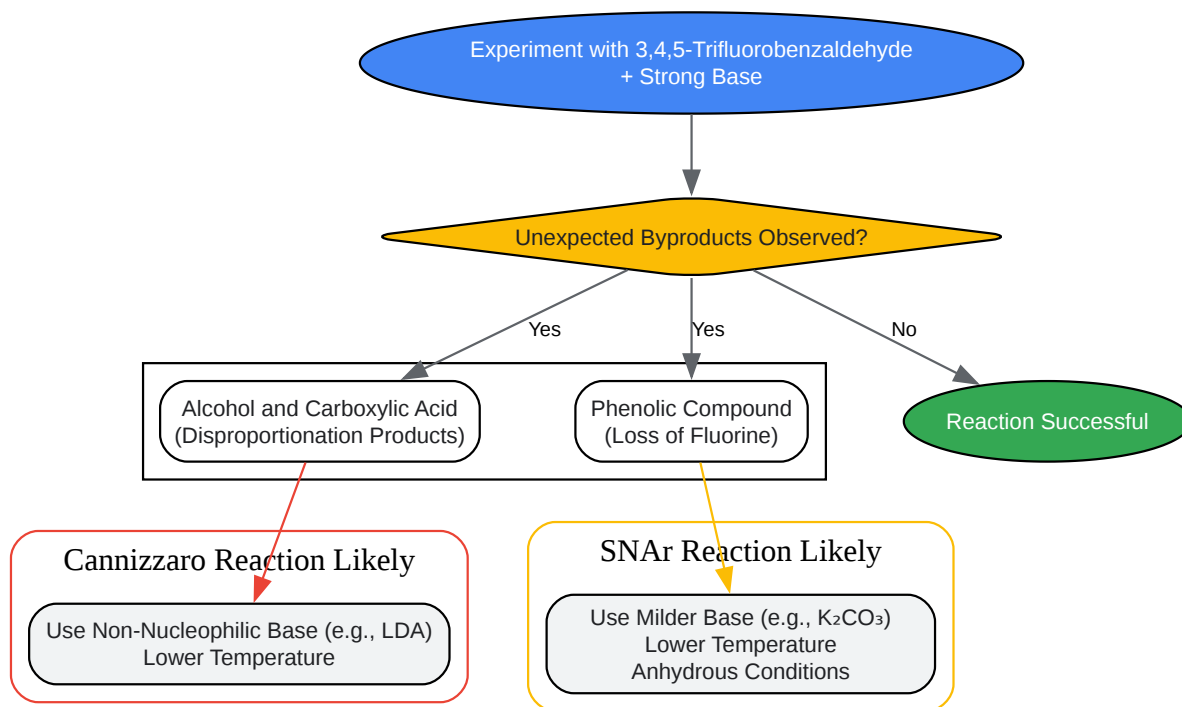 Experiment with 3,4,5-Trifluorobenzaldehyde
+ Strong Base
Unexpected Byproducts Observed?
Yes
Yes
No
Alcohol and Carboxylic Acid
(Disproportionation Products)
Phenolic Compound
(Loss of Fluorine)
Reaction Successful
Cannizzaro Reaction Likely
Use Non-Nucleophilic Base (e.g., LDA)
Lower Temperature
SNAr Reaction Likely
Use Milder Base (e.g., K₂CO₃)
Lower Temperature
Anhydrous Conditions